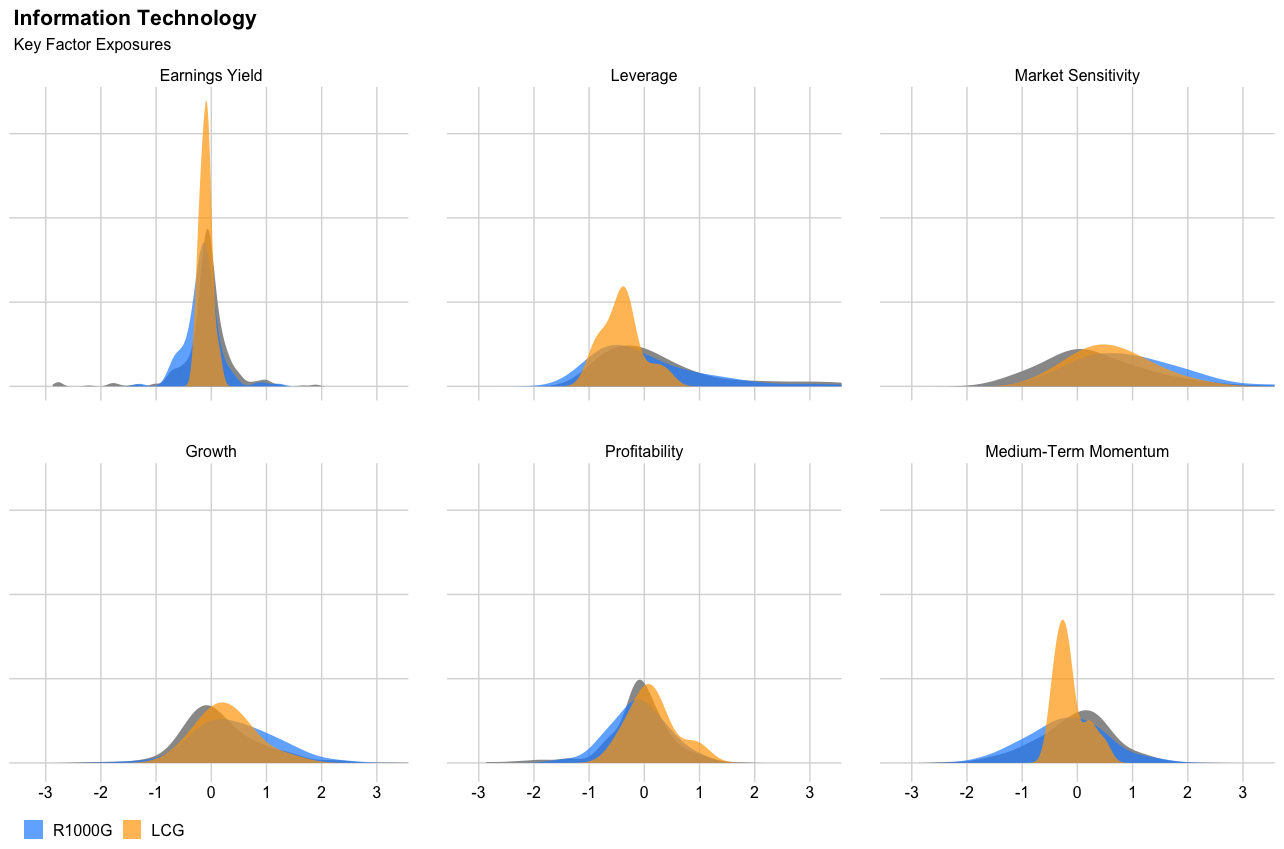 Information Technology
Key Factor Exposures
Earnings Yield
Leverage
Market Sensitivity
Growth
Profitability
Medium-Term Momentum
-3 -2 -1 0 1 2 3
-3 -2 -1 0 1 2 3
-3 -2 -1 0 1 2 3
R1000G LCG